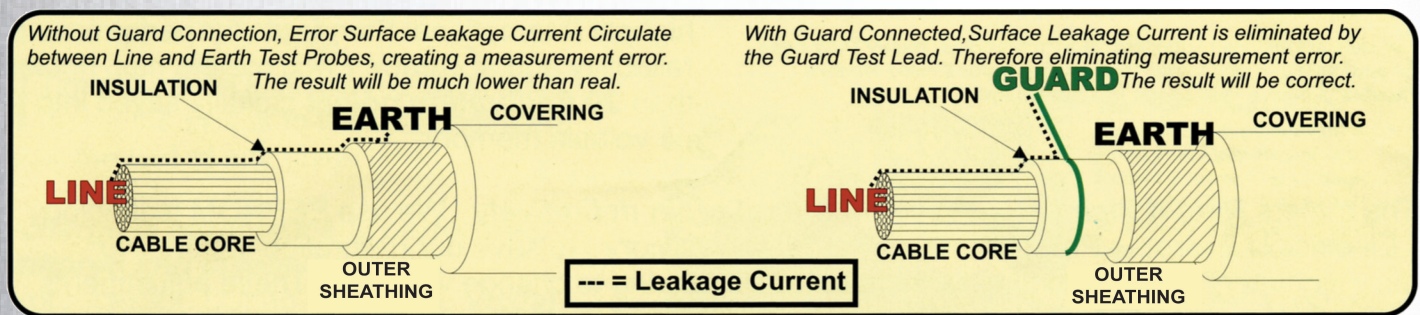 Without Guard Connection, Error Surface Leakage Current Circulate
between Line and Earth Test Probes, creating a measurement error.
The result will be much lower than real.
INSULATION
EARTH
COVERING
LINE
CABLE CORE
OUTER
SHEATHING
With Guard Connected,Surface Leakage Current is eliminated by
the Guard Test Lead. Therefore eliminating measurement error.
GUARD The result will be correct.
INSULATION
EARTH
COVERING
LINE
CABLE CORE
OUTER
SHEATHING
--- = Leakage Current